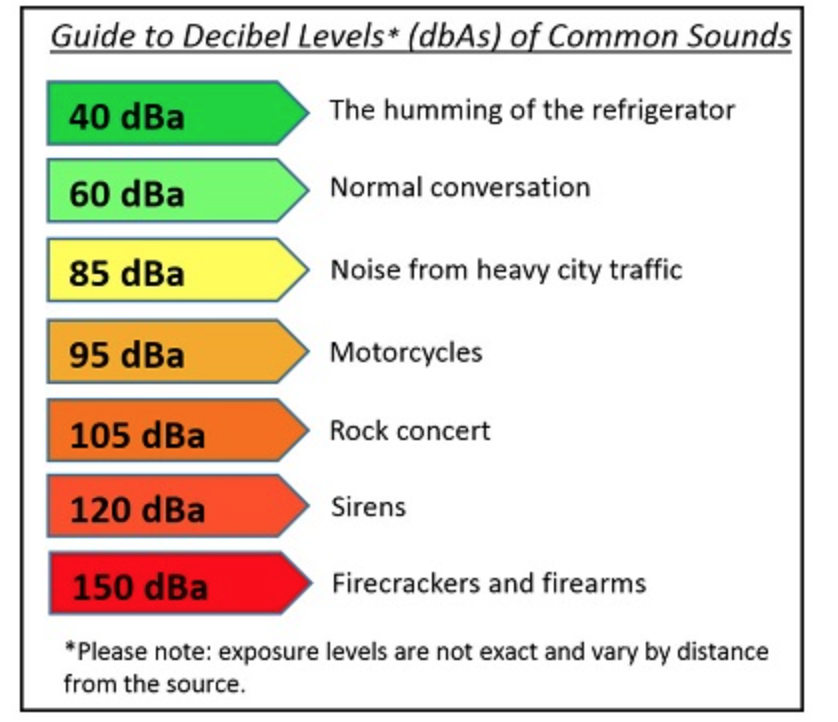 Guide to Decibel Levels* (dbAs) of Common Sounds
40 dBa The humming of the refrigerator
60 dBa Normal conversation
85 dBa Noise from heavy city traffic
95 dBa Motorcycles
105 dBa Rock concert
120 dBa Sirens
150 dBa Firecrackers and firearms
*Please note: exposure levels are not exact and vary by distance
from the source.